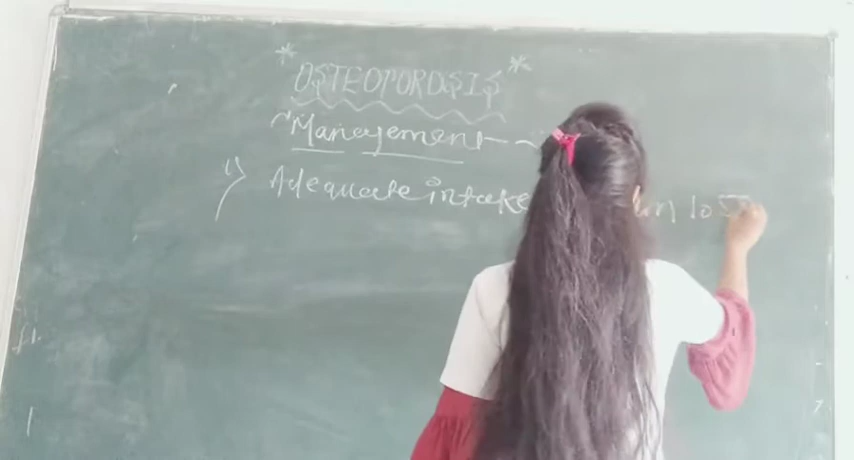 * OSTEOPOROSIS *
~ Management - ~
1) Adequate intake